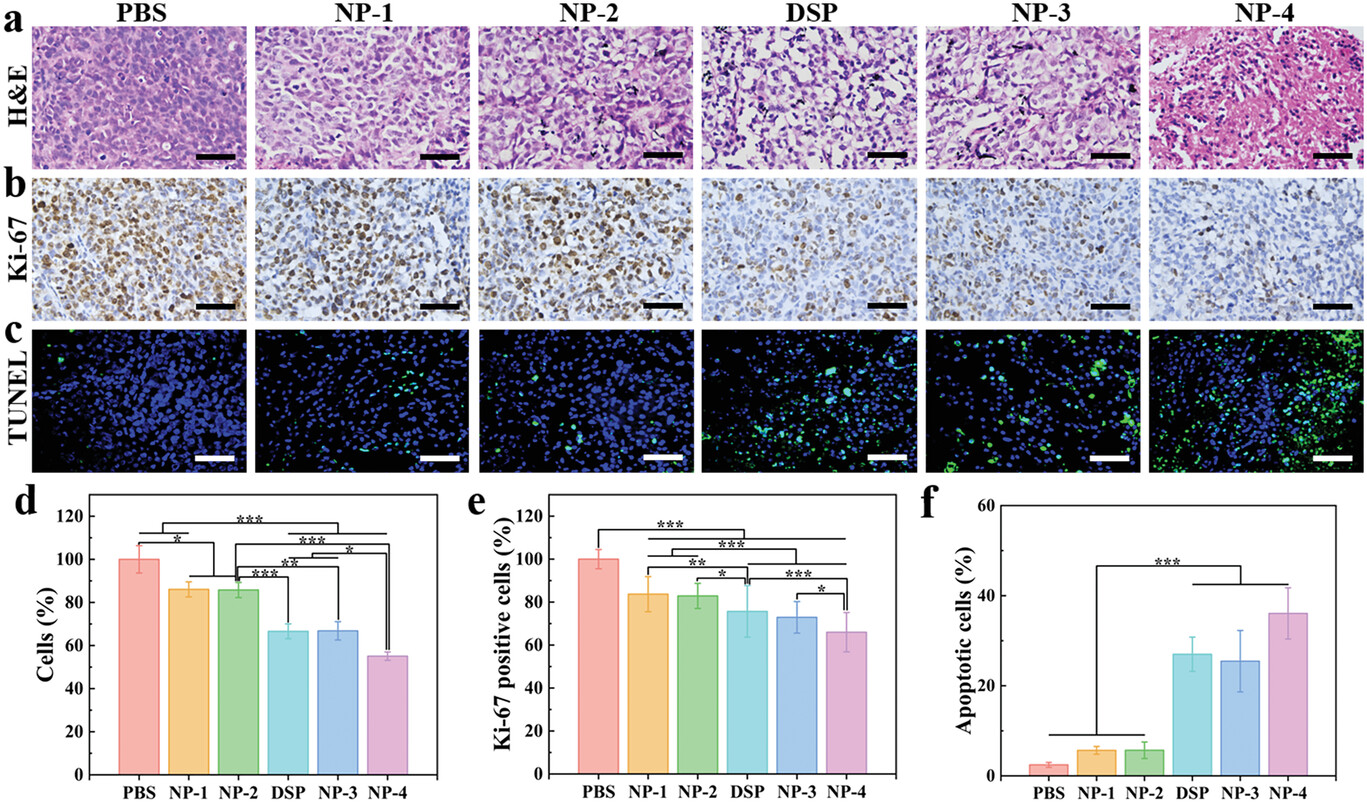 a
PBS NP-1 NP-2 DSP NP-3 NP-4
H&E
b
Ki-67
c
TUNEL
d
Cells (%)
120
100
80
60
40
20
0
***
*
***
*
**
***
PBS NP-1 NP-2 DSP NP-3 NP-4
e
Ki-67 positive cells (%)
120
100
80
60
40
20
0
***
***
**
*
***
*
PBS NP-1 NP-2 DSP NP-3 NP-4
f
Apoptotic cells (%)
60
40
20
0
***
PBS NP-1 NP-2 DSP NP-3 NP-4